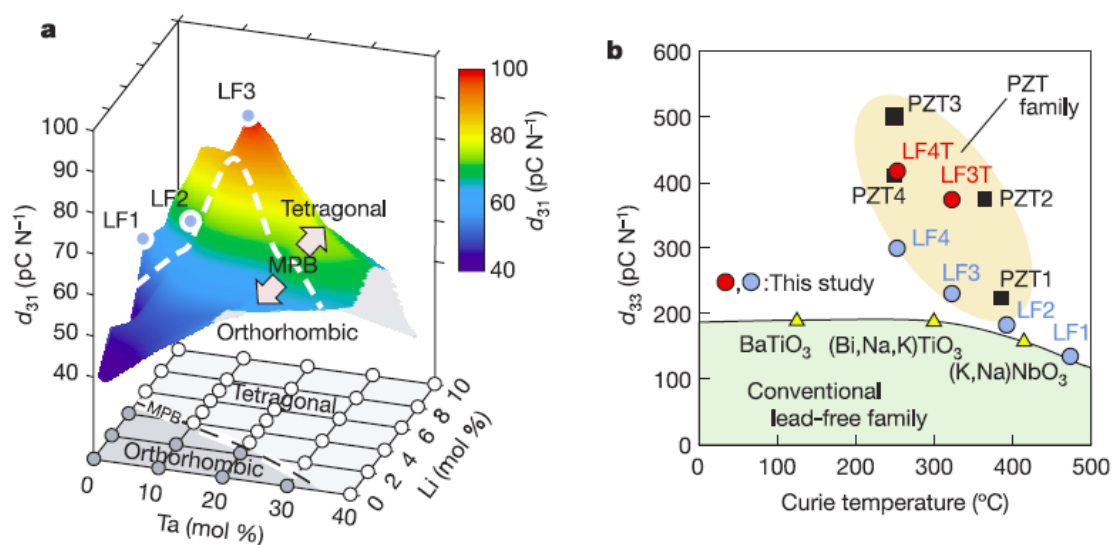 a
100
90
80
70
60
50
40
d31 (pC N–1)
LF3
LF2
LF1
Tetragonal
MPB
Orthorhombic
100
80
60
40
d31 (pC N–1)
Tetragonal
MPB
Orthorhombic
0
10
20
30
40
Ta (mol %)
0
2
4
6
8
10
Li (mol %)
b
600
500
400
300
200
100
0
d33 (pC N–1)
PZT3
PZT
family
LF4T
LF3T
PZT4
PZT2
LF4
LF3
PZT1
,  :This study
LF2
LF1
BaTiO3
(Bi,Na,K)TiO3
(K,Na)NbO3
Conventional
lead–free family
0
100
200
300
400
500
Curie temperature (°C)